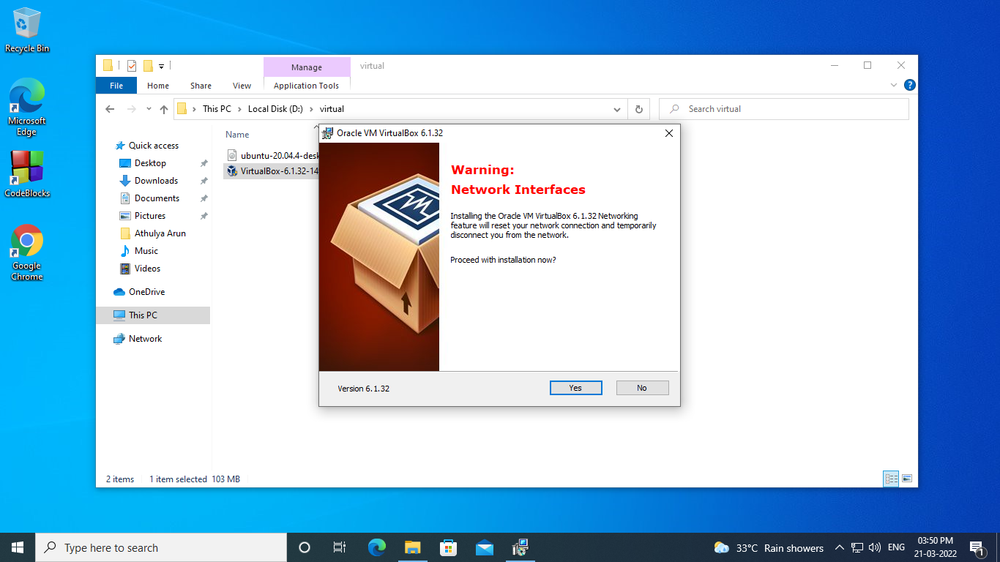 Recycle Bin
Microsoft
Edge
CodeBlocks
Google
Chrome
Manage
virtual
File
Home
Share
View
Application Tools
?
This PC
Local Disk (D:)
virtual
Search virtual
Quick access
Desktop
Downloads
Documents
Pictures
Athulya Arun
Music
Videos
OneDrive
This PC
Network
Name
ubuntu-20.04.4-desk
VirtualBox-6.1.32-14
Oracle VM VirtualBox 6.1.32
Warning:
Network Interfaces
Installing the Oracle VM VirtualBox 6.1.32 Networking
feature will reset your network connection and temporarily
disconnect you from the network.
Proceed with installation now?
Version 6.1.32
Yes
No
2 items
1 item selected 103 MB
Type here to search
33°C Rain showers
ENG
03:50 PM
21-03-2022
1